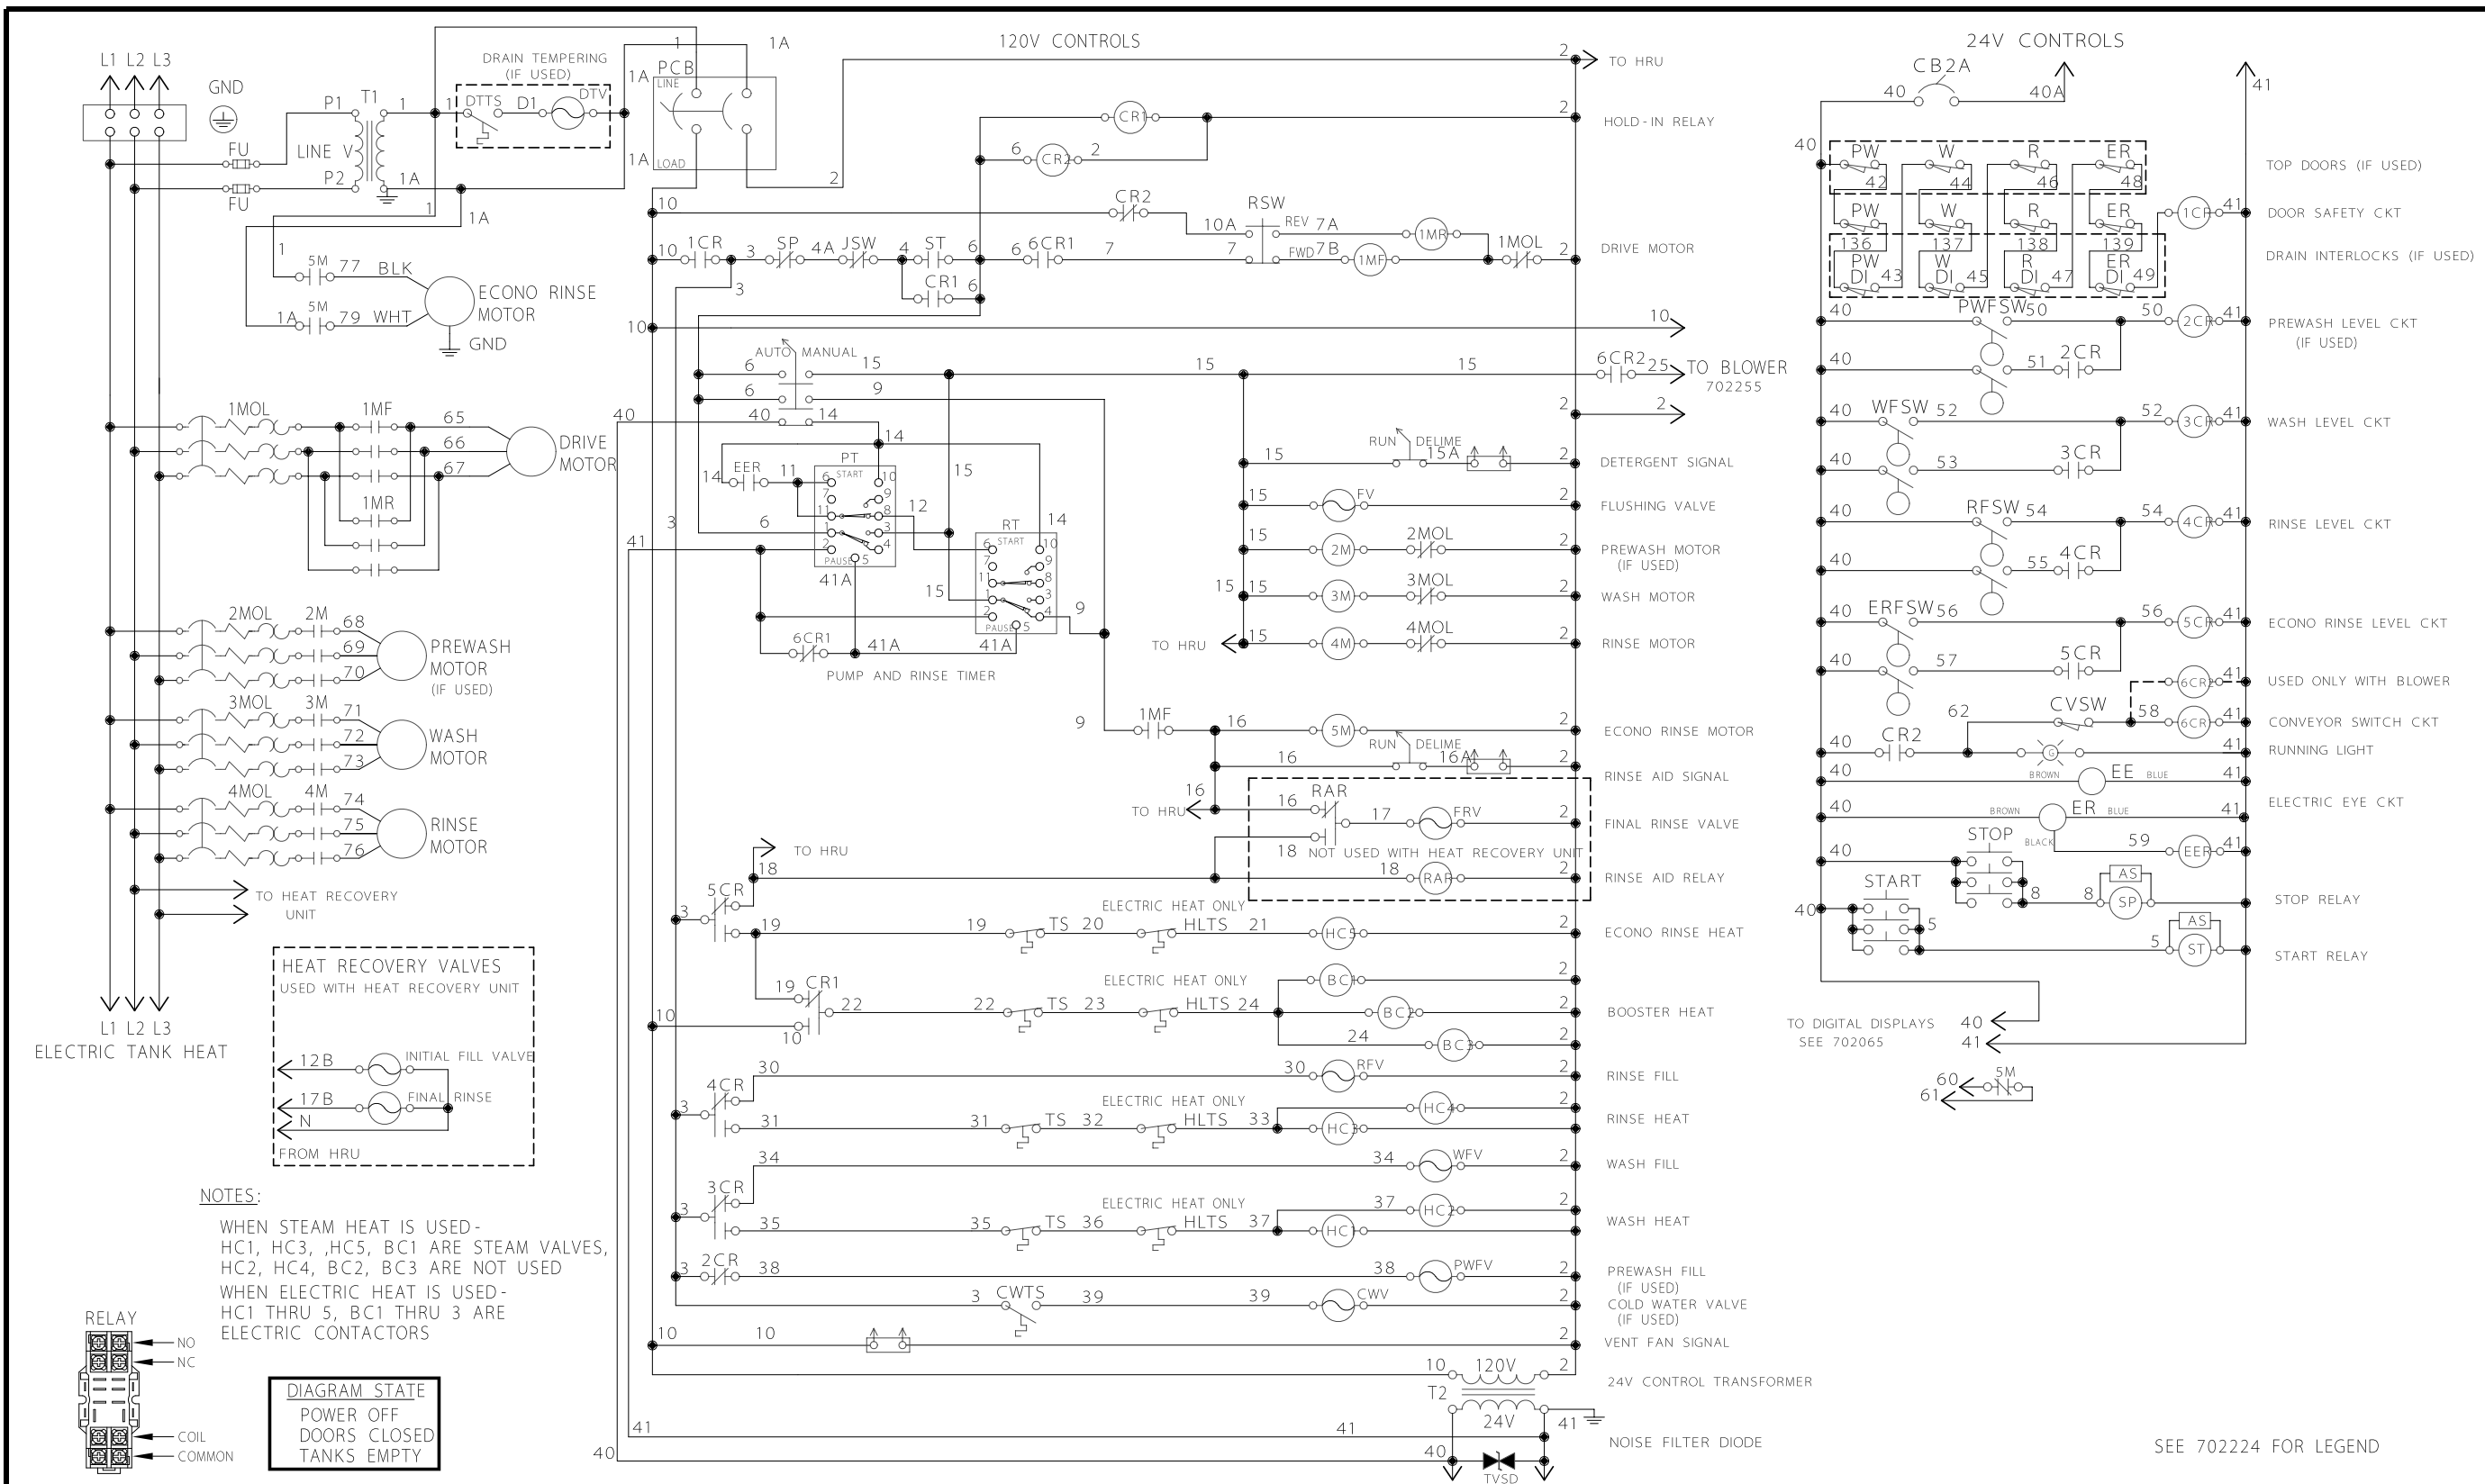 120V CONTROLS
24V CONTROLS
L1 L2 L3
GND
FU
FU
P1
T1
LINE V
P2
1
1A
1
1A
DRAIN TEMPERING
(IF USED)
1
DTTS
D1
DTV
1
1A
PCB
1A
LINE
1A
LOAD
2
1
5M
77
BLK
1A
5M
79
WHT
ECONO RINSE
MOTOR
GND
1MOL
1MF
65
66
67
1MR
DRIVE
MOTOR
2MOL
2M
68
69
70
PREWASH
MOTOR
(IF USED)
3MOL
3M
71
72
73
WASH
MOTOR
4MOL
4M
74
75
76
RINSE
MOTOR
TO HEAT RECOVERY
UNIT
L1 L2 L3
ELECTRIC TANK HEAT
HEAT RECOVERY VALVES
USED WITH HEAT RECOVERY UNIT
12B
INITIAL FILL VALVE
17B
FINAL RINSE
N
FROM HRU
NOTES:
WHEN STEAM HEAT IS USED-
HC1, HC3, ,HC5, BC1 ARE STEAM VALVES,
HC2, HC4, BC2, BC3 ARE NOT USED
WHEN ELECTRIC HEAT IS USED-
HC1 THRU 5, BC1 THRU 3 ARE
ELECTRIC CONTACTORS
RELAY
NO
NC
COIL
COMMON
DIAGRAM STATE
POWER OFF
DOORS CLOSED
TANKS EMPTY
2
TO HRU
CR1
2
HOLD-IN RELAY
6
CR2
2
10
CR2
10A
RSW
REV 7A
1MR
10
1CR
3
SP
4A
JSW
4
ST
6
6
6CR1
7
7
FWD 7B
1MF
1MOL
2
DRIVE MOTOR
3
CR1
6
10
10
AUTO
MANUAL
6
15
15
15
6CR2
25
TO BLOWER
702255
6
9
2
2
40
40
14
14
14
EER
11
PT
START
6
10
7
9
11
8
1
3
2
4
PAUSE
5
12
15
3
6
41
41A
RT
START
14
6
10
7
9
11
8
1
3
2
4
PAUSE
5
15
9
6CR1
41A
41A
PUMP AND RINSE TIMER
15
RUN
DELIME
15A
2
DETERGENT SIGNAL
15
FV
2
FLUSHING VALVE
15
2M
2MOL
2
PREWASH MOTOR
(IF USED)
15
15
3M
3MOL
2
WASH MOTOR
TO HRU
15
4M
4MOL
2
RINSE MOTOR
9
1MF
16
5M
2
ECONO RINSE MOTOR
16
RUN
DELIME
16A
2
RINSE AID SIGNAL
16
TO HRU
16
RAR
17
FRV
2
FINAL RINSE VALVE
18
NOT USED WITH HEAT RECOVERY UNIT
TO HRU
18
18
RAR
2
RINSE AID RELAY
3
5CR
ELECTRIC HEAT ONLY
19
19
TS
20
HLTS
21
HC5
2
ECONO RINSE HEAT
19
CR1
ELECTRIC HEAT ONLY
BC1
2
10
10
22
22
TS
23
HLTS
24
BC2
2
BOOSTER HEAT
24
BC3
2
30
30
RFV
2
RINSE FILL
3
4CR
ELECTRIC HEAT ONLY
HC4
2
31
31
TS
32
HLTS
33
HC3
RINSE HEAT
34
34
WFV
2
WASH FILL
3
3CR
ELECTRIC HEAT ONLY
37
HC2
2
35
35
TS
36
HLTS
37
HC1
WASH HEAT
3
2CR
38
38
PWFV
2
PREWASH FILL
(IF USED)
3
CWTS
39
39
CWV
2
COLD WATER VALVE
(IF USED)
10
10
2
VENT FAN SIGNAL
10
120V
2
24V CONTROL TRANSFORMER
T2
24V
41
41
41
40
40
TVSD
NOISE FILTER DIODE
CB2A
40
40A
41
40
PW
42
W
44
R
46
ER
48
TOP DOORS (IF USED)
PW
W
R
ER
1CR
41
DOOR SAFETY CKT
136
137
138
139
PW
DI
43
W
DI
45
R
DI
47
ER
DI
49
DRAIN INTERLOCKS (IF USED)
40
PWFSW
50
50
2CR
41
PREWASH LEVEL CKT
(IF USED)
40
51
2CR
40
WFSW
52
52
3CR
41
WASH LEVEL CKT
40
53
3CR
40
RFSW
54
54
4CR
41
RINSE LEVEL CKT
40
55
4CR
40
ERFSW
56
56
5CR
41
ECONO RINSE LEVEL CKT
40
57
5CR
6CR2
41
USED ONLY WITH BLOWER
62
CVSW
58
6CR1
41
CONVEYOR SWITCH CKT
40
CR2
G
41
RUNNING LIGHT
40
BROWN
EE
BLUE
41
ELECTRIC EYE CKT
40
BROWN
ER
BLUE
41
BLACK
59
EER
41
40
STOP
8
8
AS
SP
STOP RELAY
40
START
5
5
AS
ST
START RELAY
TO DIGITAL DISPLAYS
SEE 702065
40
41
60
5M
61
SEE 702224 FOR LEGEND